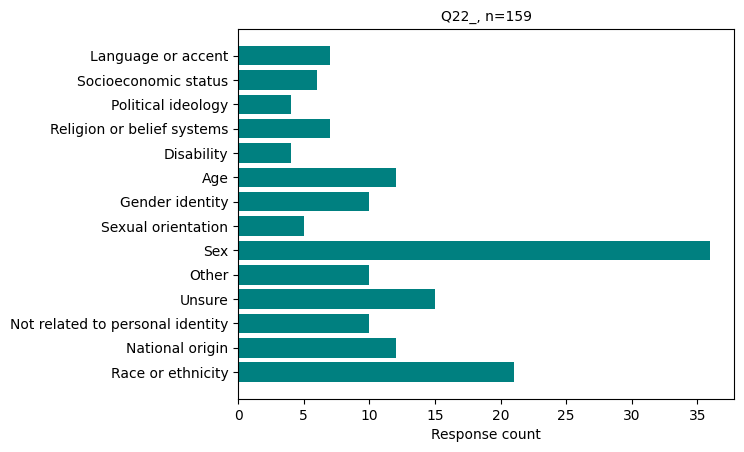 Q22_, n=159
Language or accent
Socioeconomic status
Political ideology
Religion or belief systems
Disability
Age
Gender identity
Sexual orientation
Sex
Other
Unsure
Not related to personal identity
National origin
Race or ethnicity
0 5 10 15 20 25 30 35
Response count